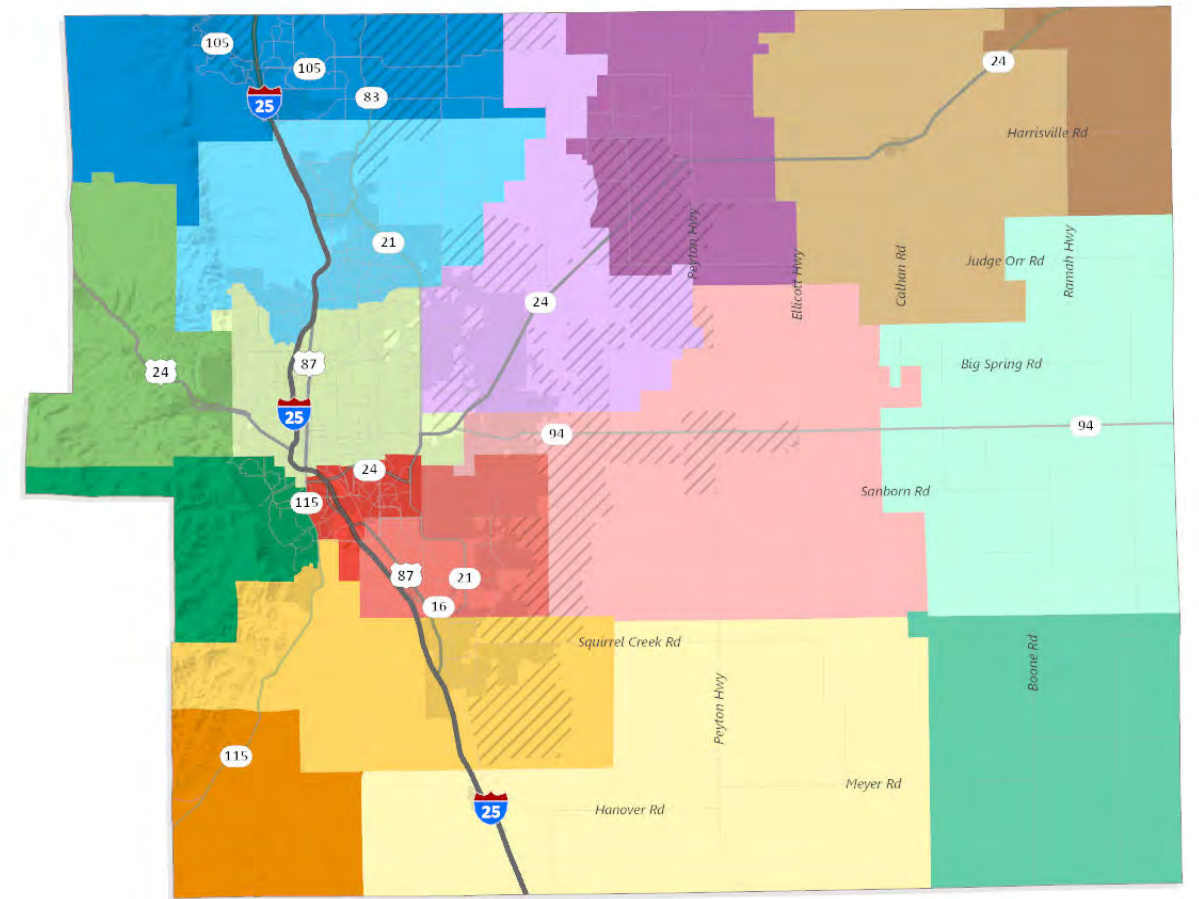 105
105
25
83
24
Harrisville Rd
21
Peyton Hwy
Ellicott Hwy
Calhan Rd
Judge Orr Rd
Ramah Hwy
24
87
24
Big Spring Rd
25
94
94
24
115
Sanborn Rd
87
21
16
Squirrel Creek Rd
Boone Rd
Peyton Hwy
115
25
Hanover Rd
Meyer Rd